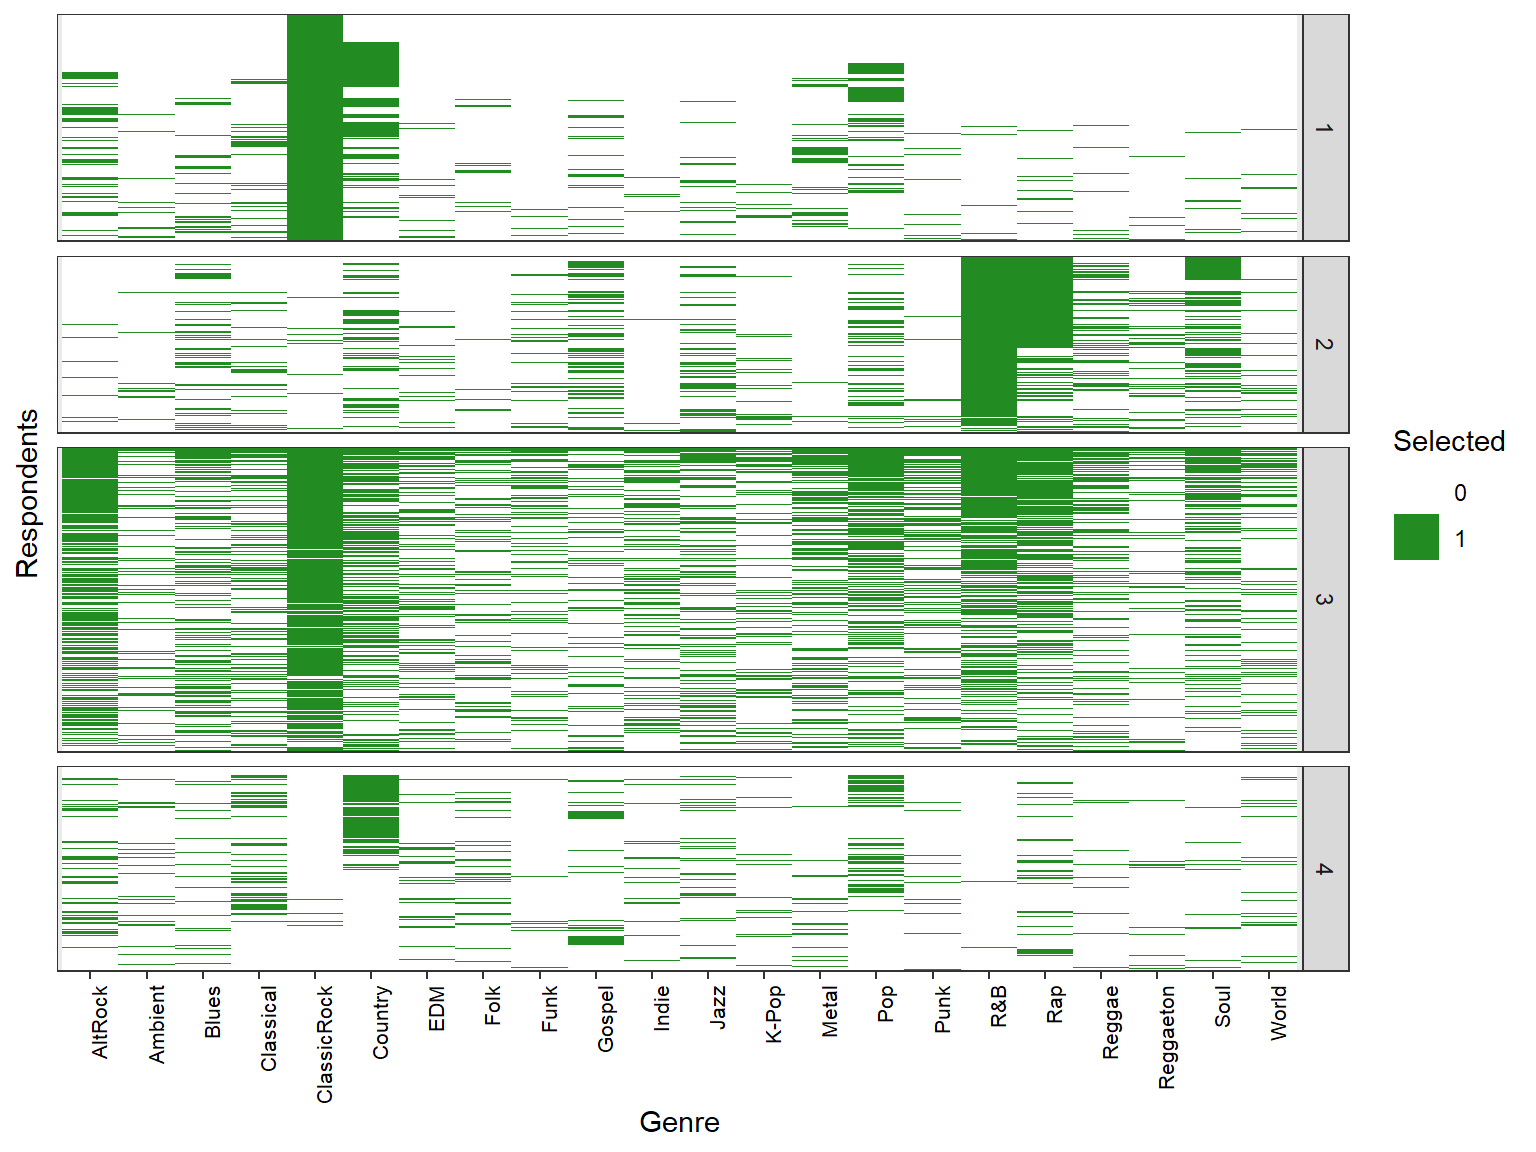 1
2
3
4
Respondents
AltRock
Ambient
Blues
Classical
ClassicRock
Country
EDM
Folk
Funk
Gospel
Indie
Jazz
K-Pop
Metal
Pop
Punk
R&B
Rap
Reggae
Reggaeton
Soul
World
Genre
Selected
0
1